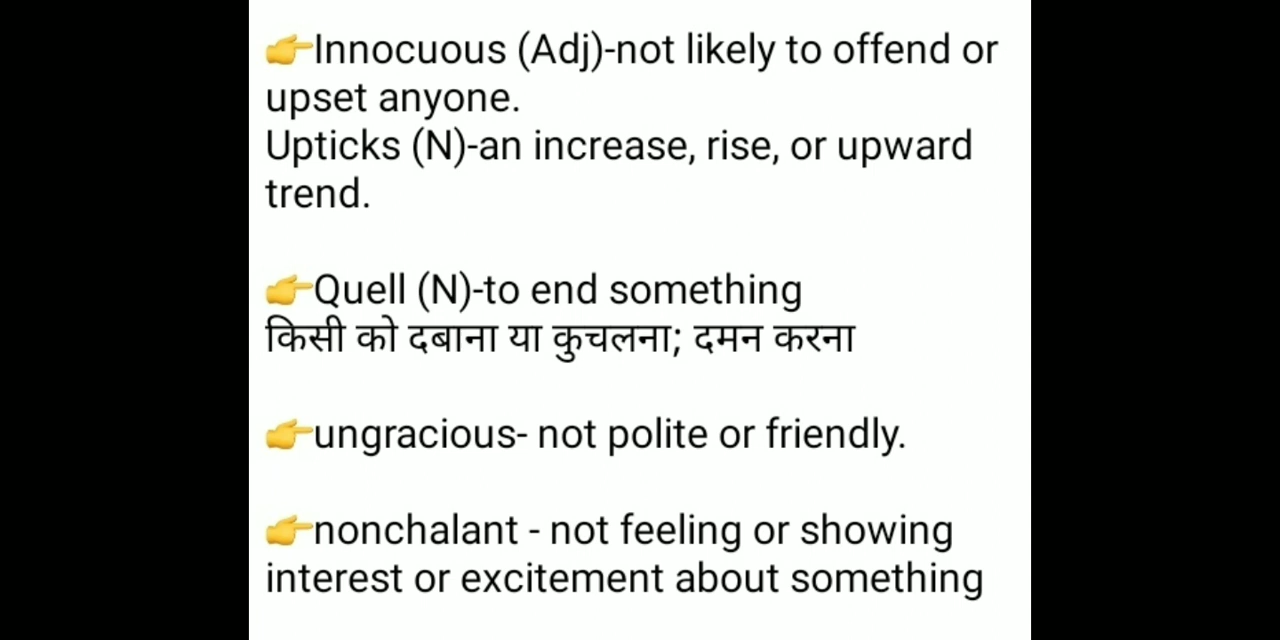 👉Innocuous (Adj)-not likely to offend or
upset anyone.
Upticks (N)-an increase, rise, or upward
trend.
👉Quell (N)-to end something
किसी को दबाना या कुचलना; दमन करना
👉ungracious- not polite or friendly.
👉nonchalant - not feeling or showing
interest or excitement about something